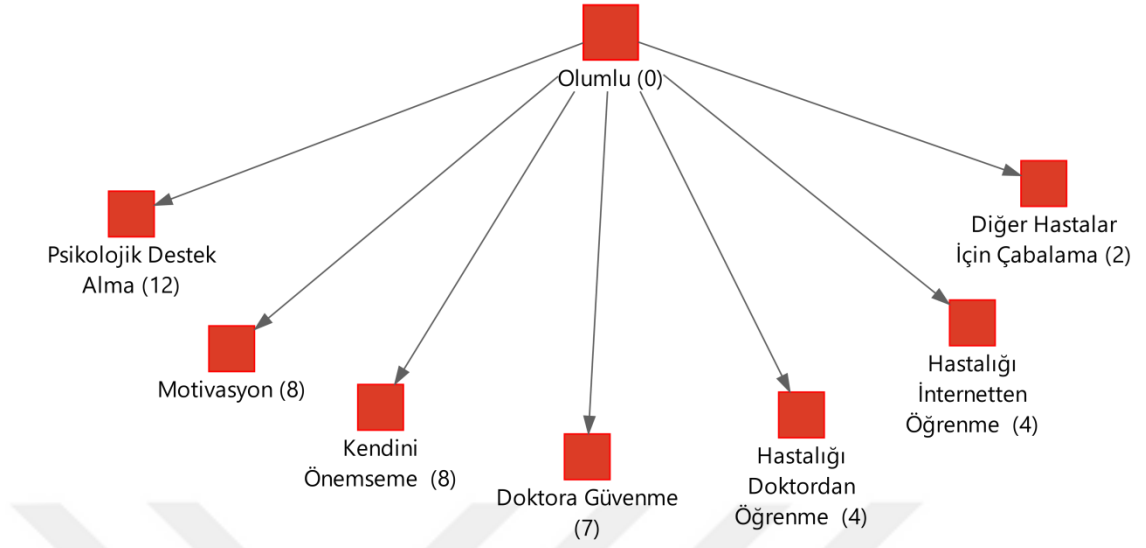 Olumlu (0)
Psikolojik Destek
Alma (12)
Motivasyon (8)
Kendini
Önemseme (8)
Doktora Güvenme
(7)
Hastalığı
Doktordan
Öğrenme (4)
Hastalığı
İnternetten
Öğrenme (4)
Diğer Hastalar
İçin Çabalama (2)